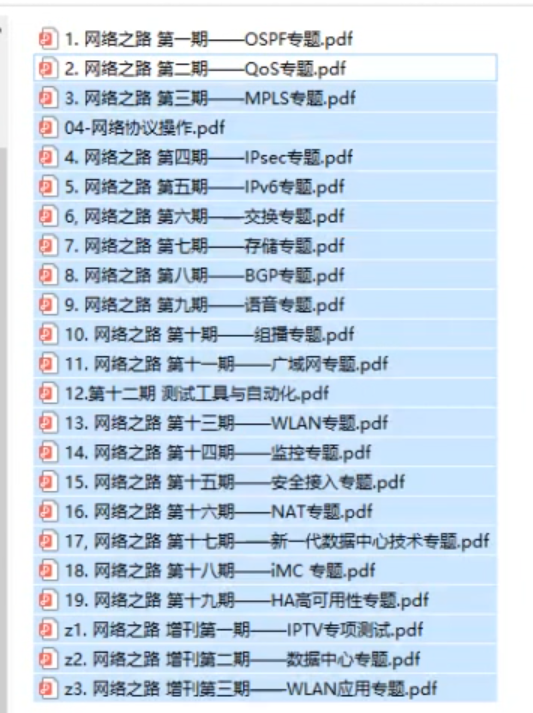 1. 网络之路 第一期——OSPF专题.pdf
2. 网络之路 第二期——QoS专题.pdf
3. 网络之路 第三期——MPLS专题.pdf
04-网络协议操作.pdf
4. 网络之路 第四期——IPsec专题.pdf
5. 网络之路 第五期——IPv6专题.pdf
6, 网络之路 第六期——交换专题.pdf
7. 网络之路 第七期——存储专题.pdf
8. 网络之路 第八期——BGP专题.pdf
9. 网络之路 第九期——语音专题.pdf
10. 网络之路 第十期——组播专题.pdf
11. 网络之路 第十一期——广域网专题.pdf
12.第十二期 测试工具与自动化.pdf
13. 网络之路 第十三期——WLAN专题.pdf
14. 网络之路 第十四期——监控专题.pdf
15. 网络之路 第十五期——安全接入专题.pdf
16. 网络之路 第十六期——NAT专题.pdf
17, 网络之路 第十七期——新一代数据中心技术专题.pdf
18. 网络之路 第十八期——iMC 专题.pdf
19. 网络之路 第十九期——HA高可用性专题.pdf
z1. 网络之路 增刊第一期——IPTV专项测试.pdf
z2. 网络之路 增刊第二期——数据中心专题.pdf
z3. 网络之路 增刊第三期——WLAN应用专题.pdf